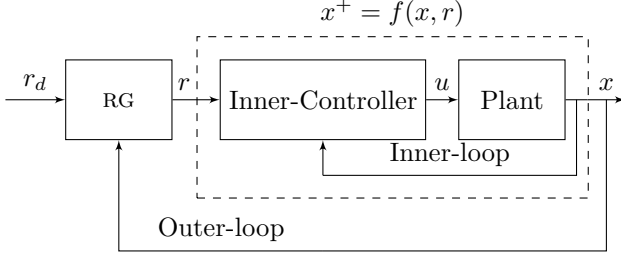 x⁺ = f(x, r)
r_d
RG
r
Inner-Controller
u
Plant
x
Inner-loop
Outer-loop